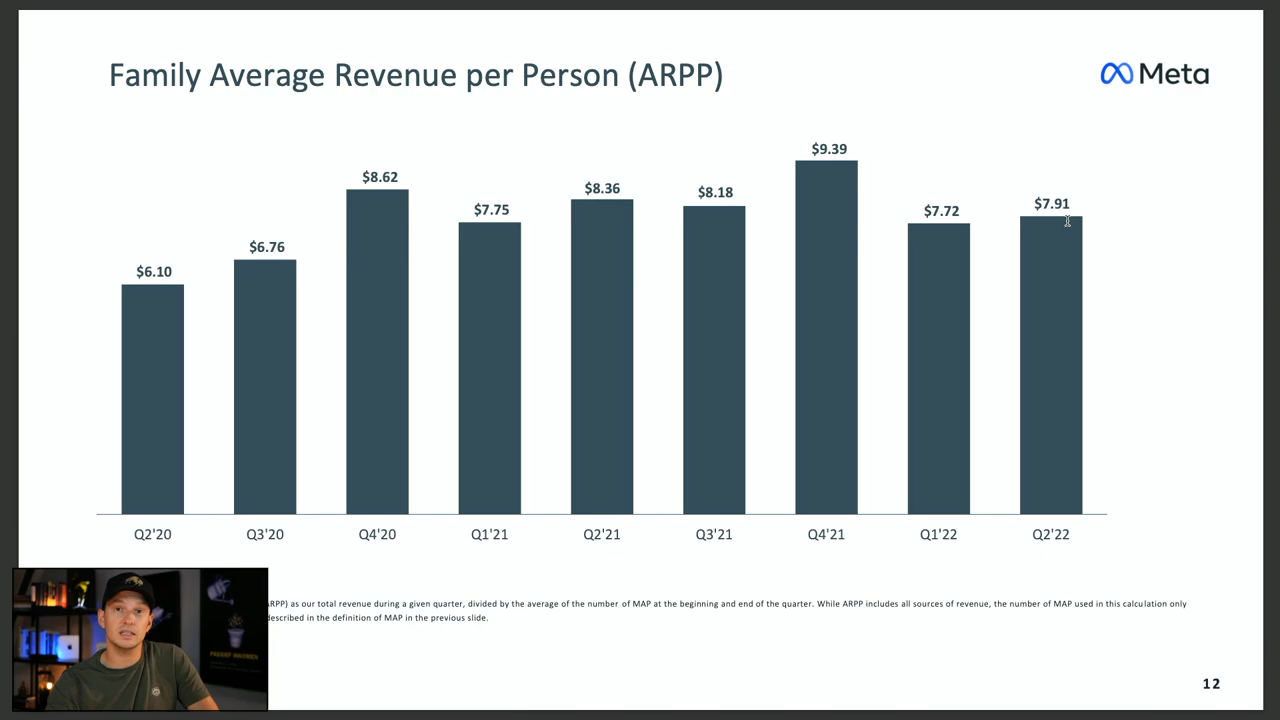 Family Average Revenue per Person (ARPP)
Meta
$6.10
$6.76
$8.62
$7.75
$8.36
$8.18
$9.39
$7.72
$7.91
Q2'20
Q3'20
Q4'20
Q1'21
Q2'21
Q3'21
Q4'21
Q1'22
Q2'22
ARPP) as our total revenue during a given quarter, divided by the average of the number of MAP at the beginning and end of the quarter. While ARPP includes all sources of revenue, the number of MAP used in this calculation only
described in the definition of MAP in the previous slide.
12